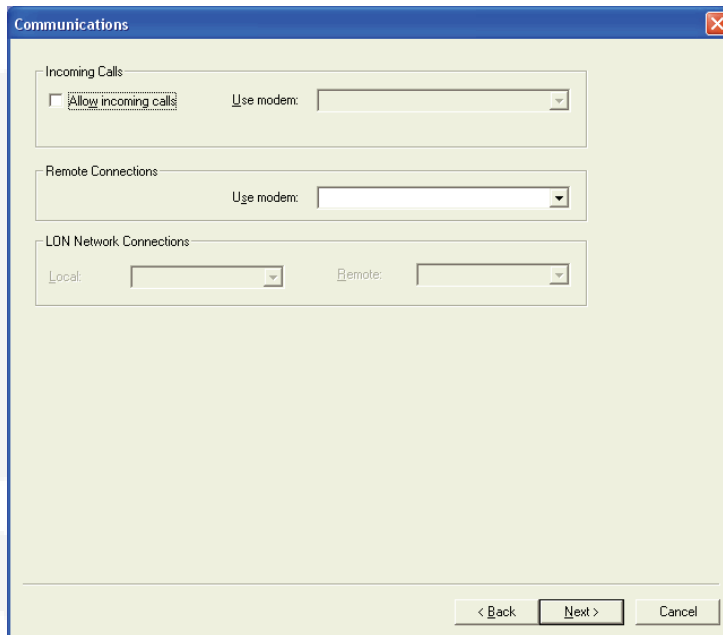 Communications
Incoming Calls
Allow incoming calls Use modem:
Remote Connections
Use modem:
LON Network Connections
Local: Remote:
< Back Next > Cancel